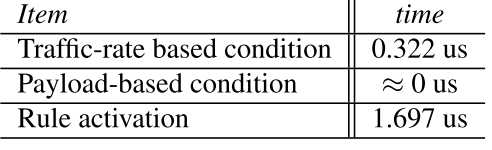 Item time
Traffic-rate based condition 0.322 us
Payload-based condition ≈ 0 us
Rule activation 1.697 us